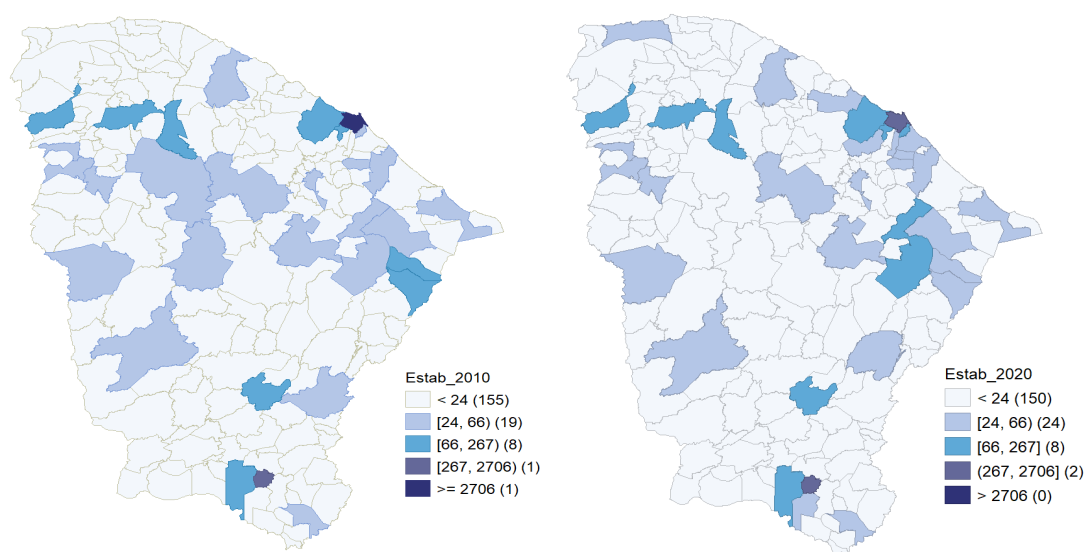 Estab_2010
< 24 (155)
[24, 66) (19)
[66, 267) (8)
[267, 2706) (1)
>= 2706 (1)
Estab_2020
< 24 (150)
[24, 66) (24)
[66, 267] (8)
(267, 2706] (2)
> 2706 (0)